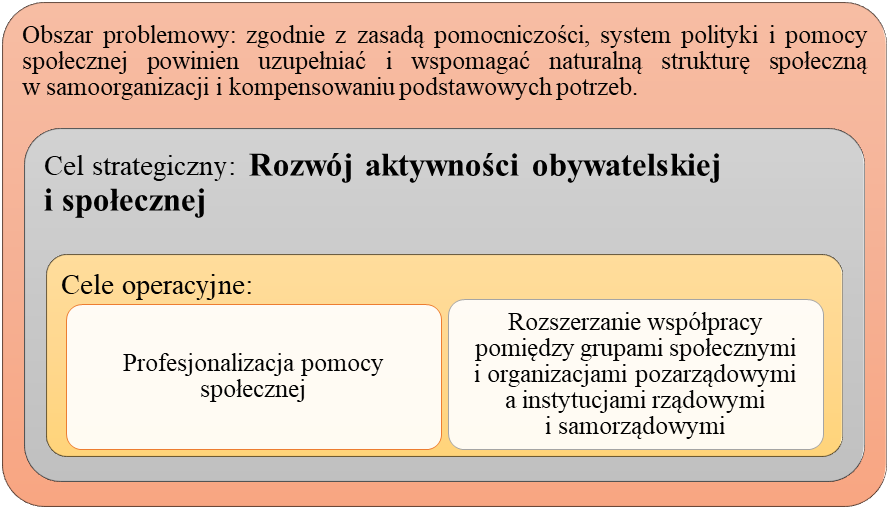 Obszar problemowy: zgodnie z zasadą pomocniczości, system polityki i pomocy
społecznej powinien uzupełniać i wspomagać naturalną strukturę społeczną
w samoorganizacji i kompensowaniu podstawowych potrzeb.
Cel strategiczny: Rozwój aktywności obywatelskiej
i społecznej
Cele operacyjne:
Profesjonalizacja pomocy
społecznej
Rozszerzanie współpracy
pomiędzy grupami społecznymi
i organizacjami pozarządowymi
a instytucjami rządowymi
i samorządowymi